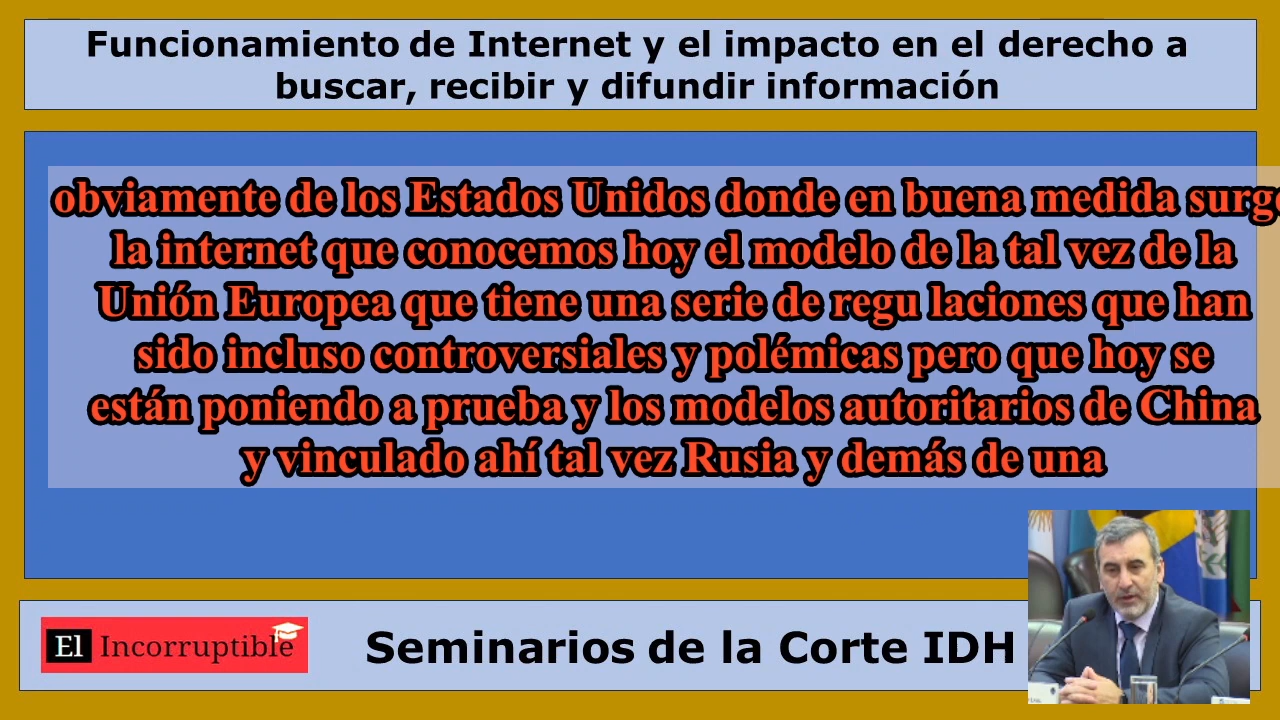 Funcionamiento de Internet y el impacto en el derecho a
buscar, recibir y difundir información
obviamente de los Estados Unidos donde en buena medida surge
la internet que conocemos hoy el modelo de la tal vez de la
Unión Europea que tiene una serie de regu laciones que han
sido incluso controversiales y polémicas pero que hoy se
están poniendo a prueba y los modelos autoritarios de China
y vinculado ahí tal vez Rusia y demás de una
El Incorruptible
Seminarios de la Corte IDH